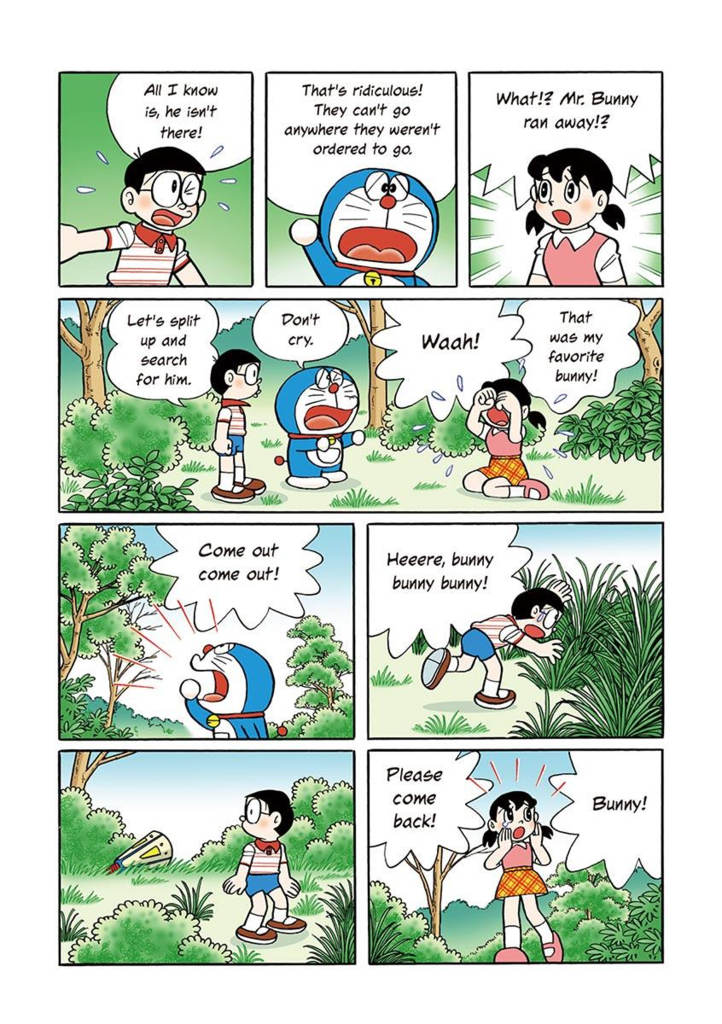 All I know
is, he isn't
there!
That's ridiculous!
They can't go
anywhere they weren't
ordered to go.
What!? Mr. Bunny
ran away!?
Let's split
up and
search
for him.
Don't
cry.
Waah!
That
was my
favorite
bunny!
Come out
come out!
Heeere, bunny
bunny bunny!
Please
come
back!
Bunny!